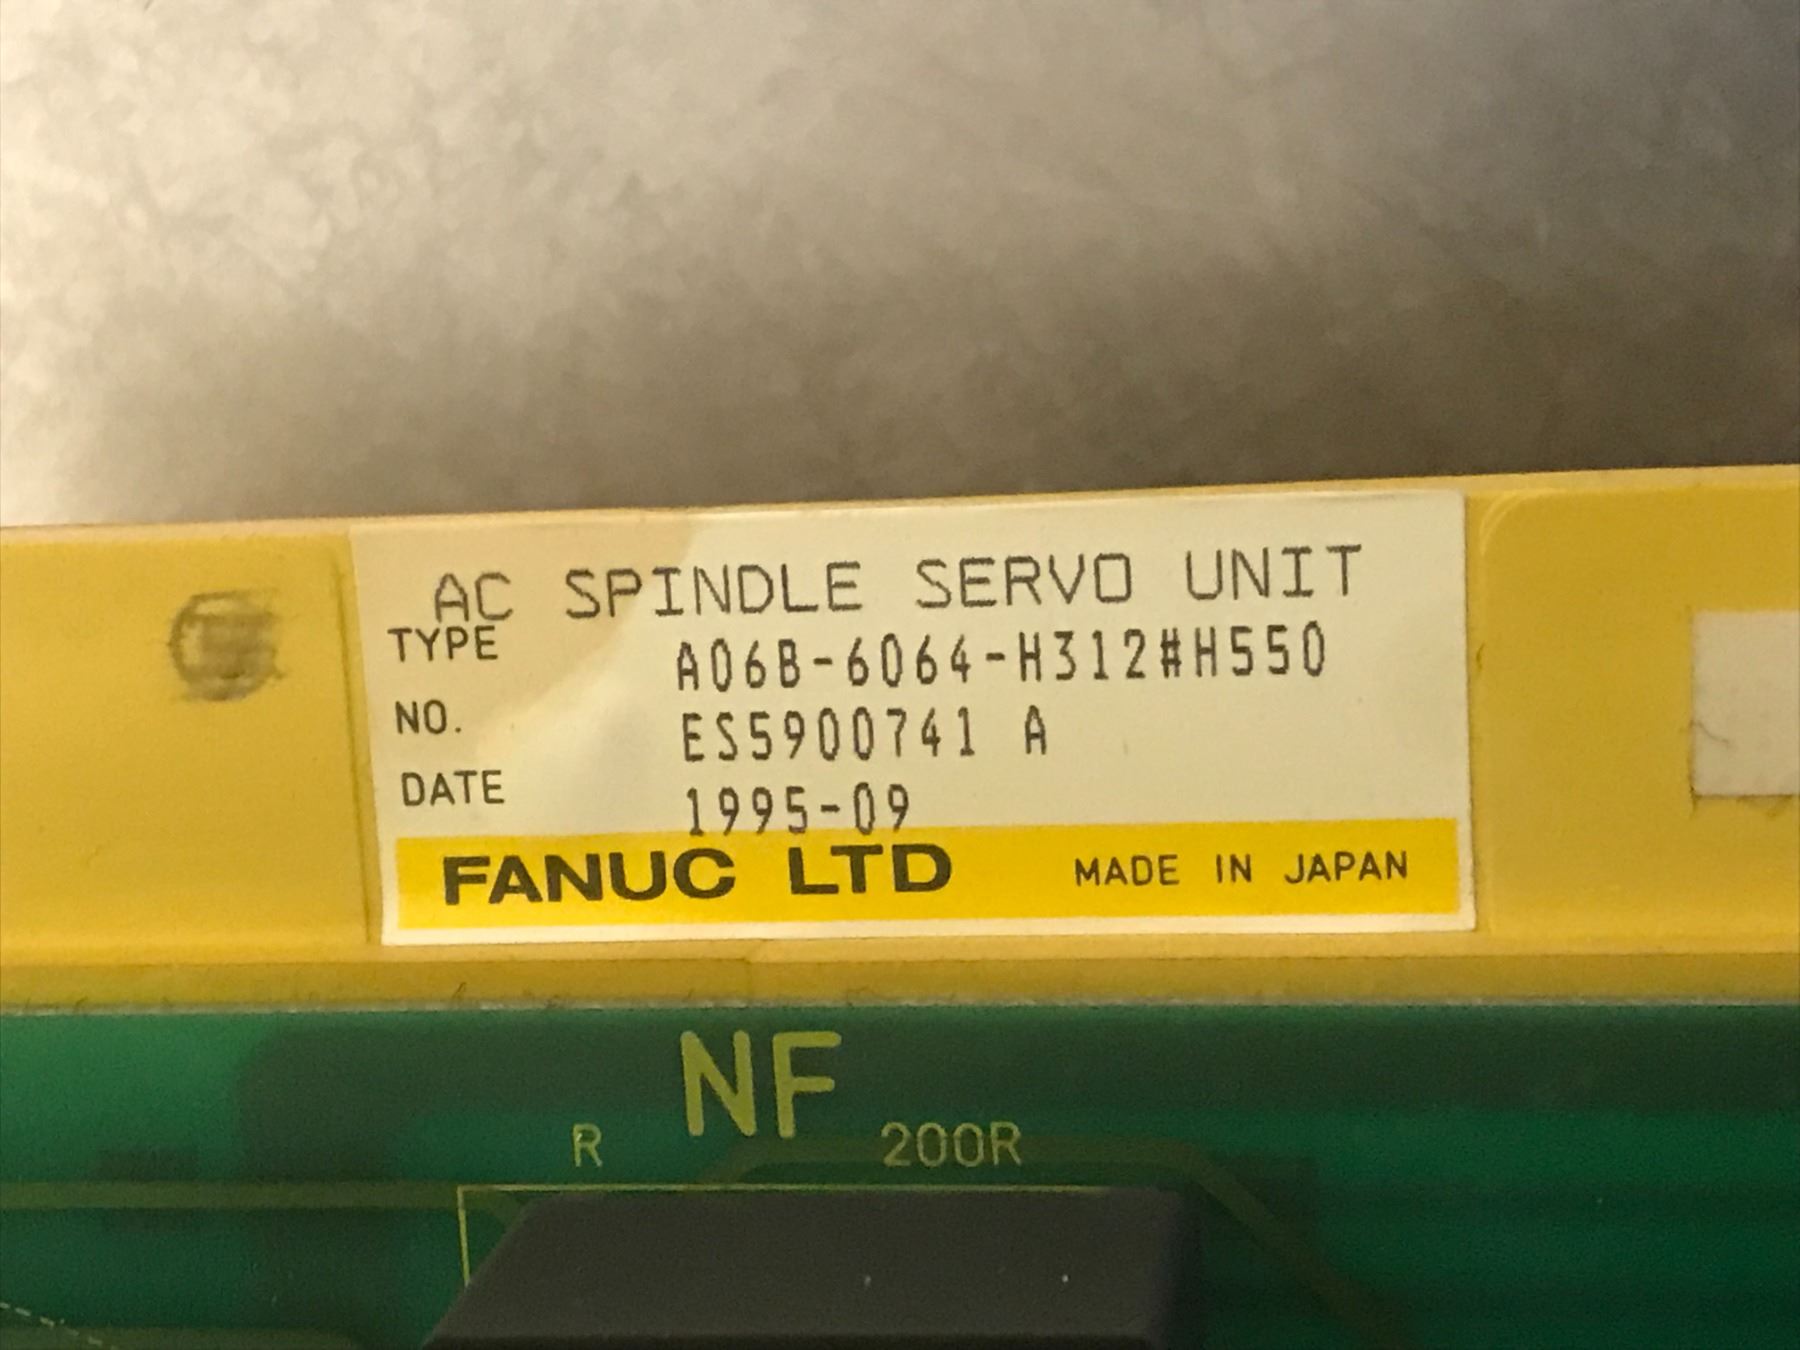 AC SPINDLE SERVO UNIT
TYPE A06B-6064-H312#H550
NO. ES5900741 A
DATE 1995-09
FANUC LTD MADE IN JAPAN
NF
R 200R